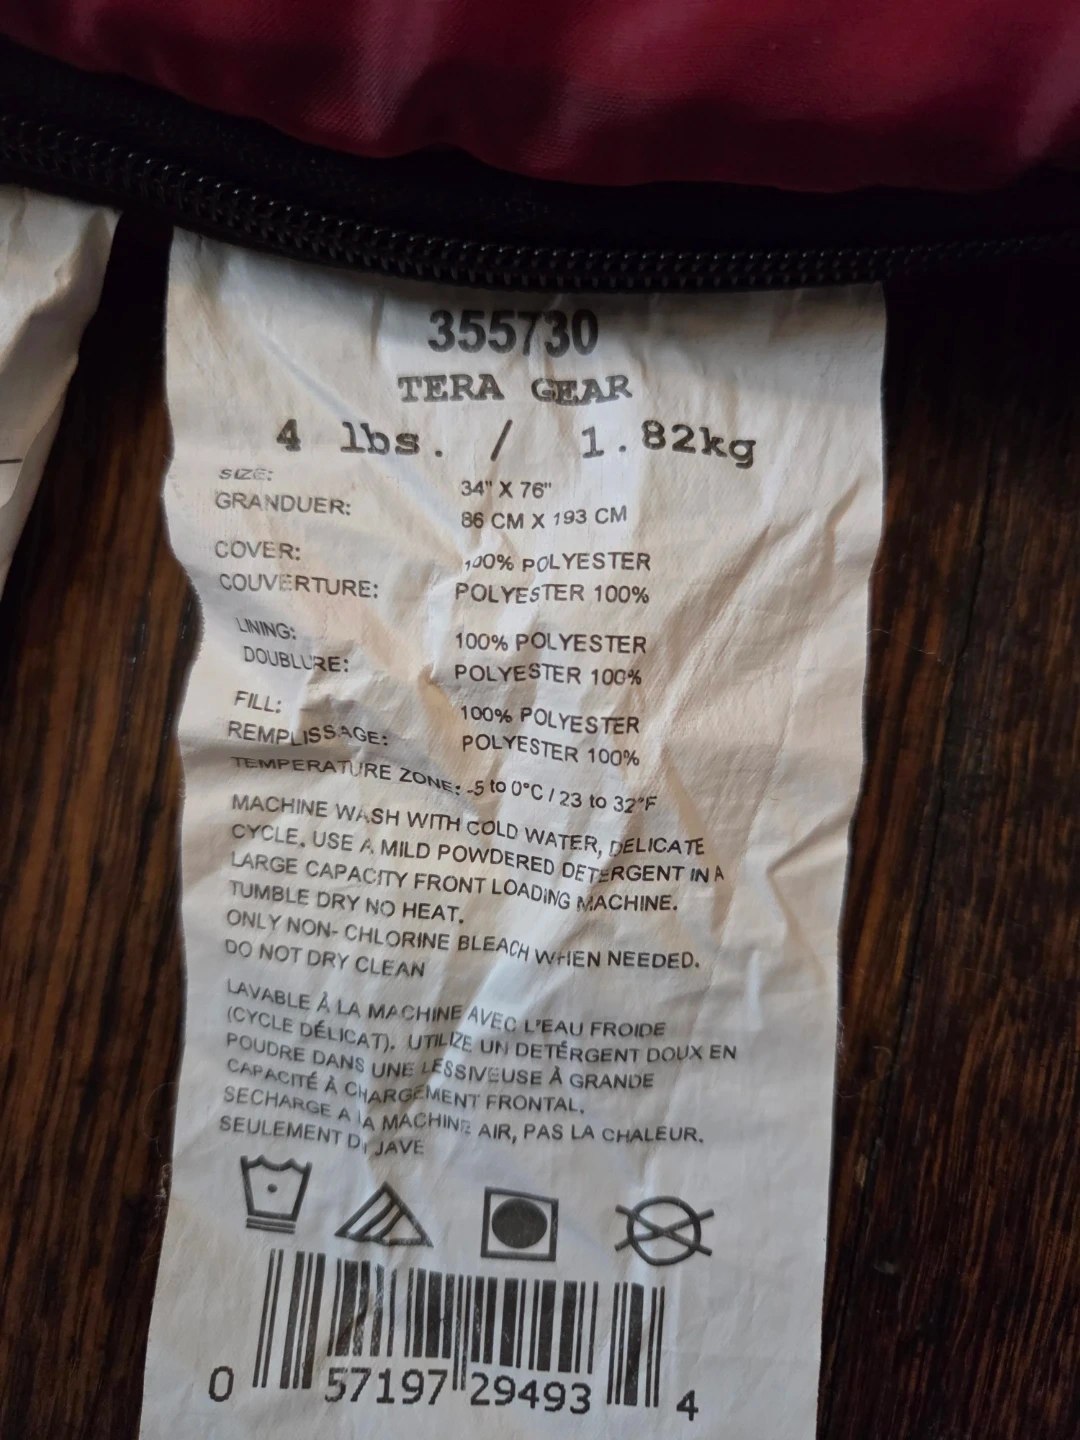 355730
TERA GEAR
4 lbs. / 1.82kg
SIZE: 34" X 76"
GRANDUER: 86 CM X 193 CM
COVER: 100% POLYESTER
COUVERTURE: POLYESTER 100%
LINING: 100% POLYESTER
DOUBLURE: POLYESTER 100%
FILL: 100% POLYESTER
REMPLISSAGE: POLYESTER 100%
TEMPERATURE ZONE: -5 to 0°C / 23 to 32°F
MACHINE WASH WITH COLD WATER, DELICATE
CYCLE. USE A MILD POWDERED DETERGENT IN A
LARGE CAPACITY FRONT LOADING MACHINE.
TUMBLE DRY NO HEAT.
ONLY NON- CHLORINE BLEACH WHEN NEEDED.
DO NOT DRY CLEAN
LAVABLE À LA MACHINE AVEC L'EAU FROIDE
(CYCLE DÉLICAT). UTILIZE UN DETÉRGENT DOUX EN
POUDRE DANS UNE LESSIVEUSE À GRANDE
CAPACITÉ À CHARGEMENT FRONTAL.
SECHARGE A LA MACHINE AIR, PAS LA CHALEUR.
SEULEMENT JAVE
0 57197 29493 4